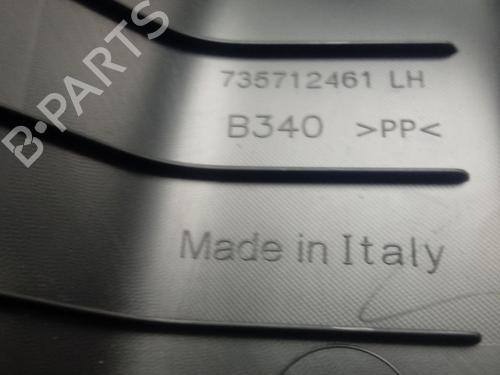 B-PARTS
735712461 LH
B340 >PP<
Made in Italy